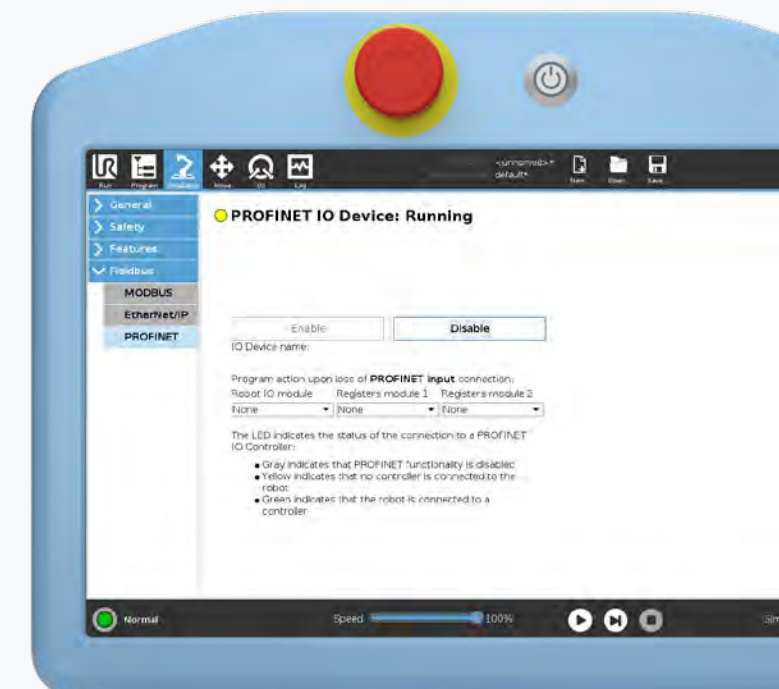 UR
<unnamed>*
default*
Run Program Installation Move I/O Log New... Open... Save...
General
Safety
Features
Fieldbus
MODBUS
EtherNet/IP
PROFINET
PROFINET IO Device: Running
Enable Disable
IO Device name:
Program action upon loss of PROFINET input connection:
Robot IO module Registers module 1 Registers module 2
None None None
The LED indicates the status of the connection to a PROFINET
IO Controller:
Gray indicates that PROFINET functionality is disabled
Yellow indicates that no controller is connected to the
robot
Green indicates that the robot is connected to a
controller
Normal Speed 100%